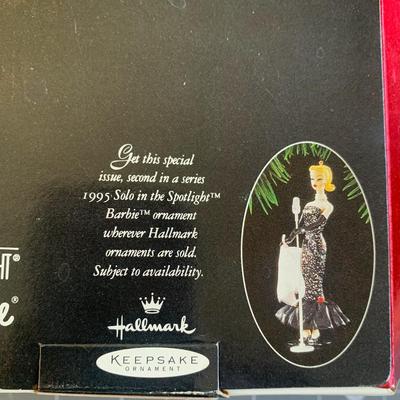 Get this special
issue, second in a series
1995 Solo in the Spotlight™
Barbie™ ornament
wherever Hallmark
ornaments are sold.
Subject to availability.
Hallmark
KEEPSAKE
ORNAMENT